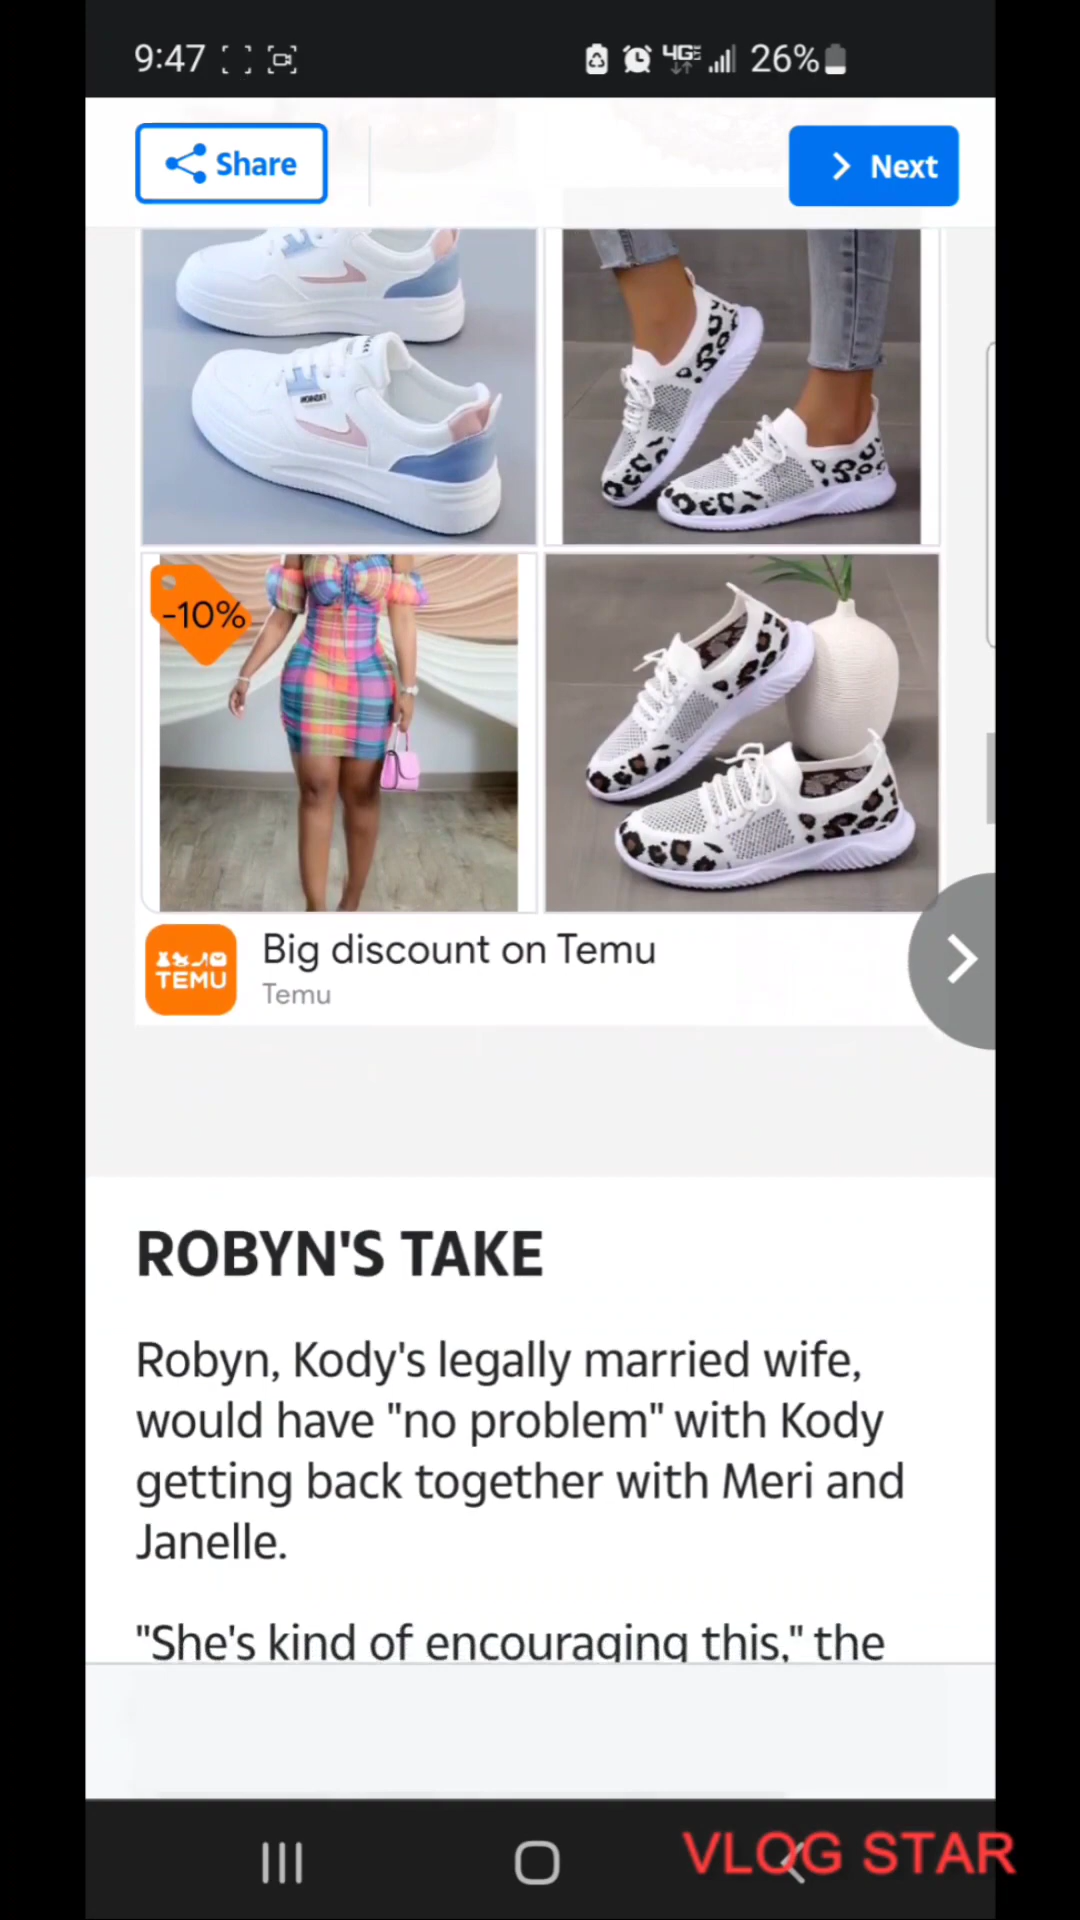 9:47
4G
26%
Share
Next
-10%
TEMU
Big discount on Temu
Temu
ROBYN'S TAKE
Robyn, Kody's legally married wife,
would have "no problem" with Kody
getting back together with Meri and
Janelle.
"She's kind of encouraging this," the
VLOG STAR